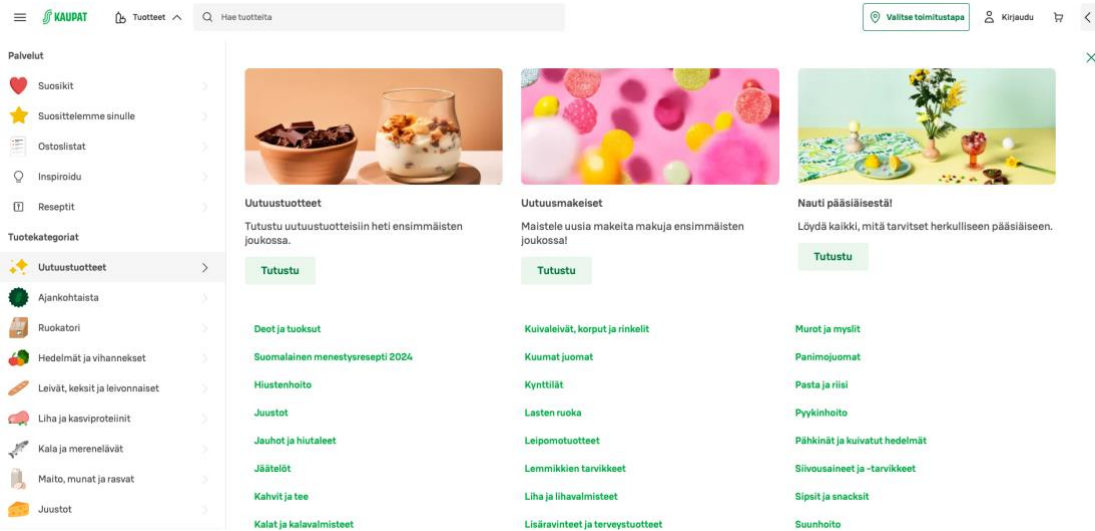 KAUPAT
Tuotteet
Hae tuotteita
Valitse toimitustapa
Kirjaudu
Palvelut
Suosikit
Suosittelemme sinulle
Ostoslistat
Inspiroidu
Reseptit
Tuotekategoriat
Uutuustuotteet
Ajankohtaista
Ruokatori
Hedelmät ja vihannekset
Leivät, keksit ja leivonnaiset
Liha ja kasviproteiinit
Kala ja merenelävät
Maito, munat ja rasvat
Juustot
Uutuustuotteet
Tutustu uutuustuotteisiin heti ensimmäisten
joukossa.
Tutustu
Uutuusmakeiset
Maistele uusia makeita makuja ensimmäisten
joukossa!
Tutustu
Nauti pääsiäisestä!
Löydä kaikki, mitä tarvitset herkulliseen pääsiäiseen.
Tutustu
Deot ja tuoksut
Suomalainen menestysresepti 2024
Hiustenhoito
Juustot
Jauhot ja hiutaleet
Jäätelöt
Kahvit ja tee
Kalat ja kalavalmisteet
Kuivaleivät, korput ja rinkelit
Kuumat juomat
Kynttilät
Lasten ruoka
Leipomotuotteet
Lemmikkien tarvikkeet
Liha ja lihavalmisteet
Lisäravinteet ja terveystuotteet
Murot ja myslit
Panimojuomat
Pasta ja riisi
Pyykinhoito
Pähkinät ja kuivatut hedelmät
Siivousaineet ja -tarvikkeet
Sipsit ja snacksit
Suunhoito